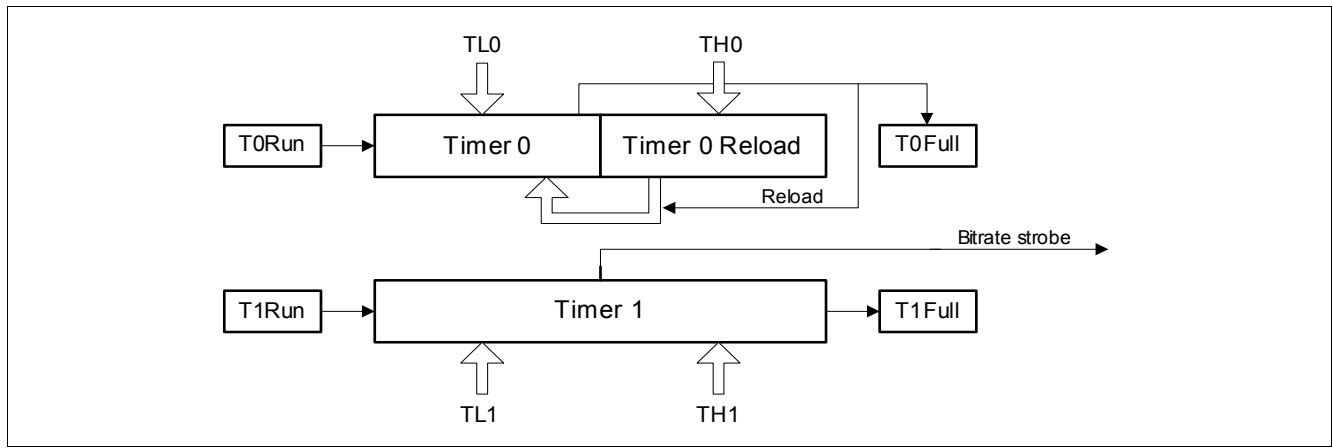 TL0 TH0
T0Run Timer 0 Timer 0 Reload T0Full
Reload
Bitrate strobe
T1Run Timer 1 T1Full
TL1 TH1